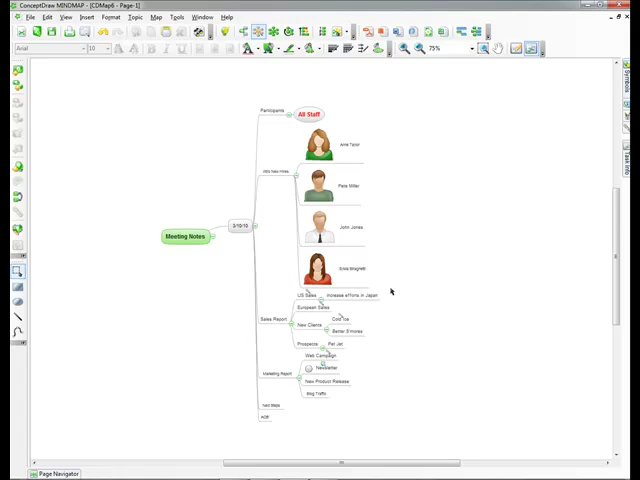 ConceptDraw MINDMAP - [CDMap6 - Page-1]
File Edit View Insert Format Topic Map Tools Window Help
Arial 10 75%
Participants
All Staff
Anne Taylor
Intro New Hires
Pete Miller
3/10/10
John Jones
Meeting Notes
US Sales
Increase efforts in Japan
European Sales
Sales Report
Cold Ice
New Clients
Better S'mores
Prospects
Pet Jet
Web Campaign
Newsletter
Marketing Report
New Product Release
Blog Traffic
Next Steps
AOB
Symbols
Task Info
Page Navigator